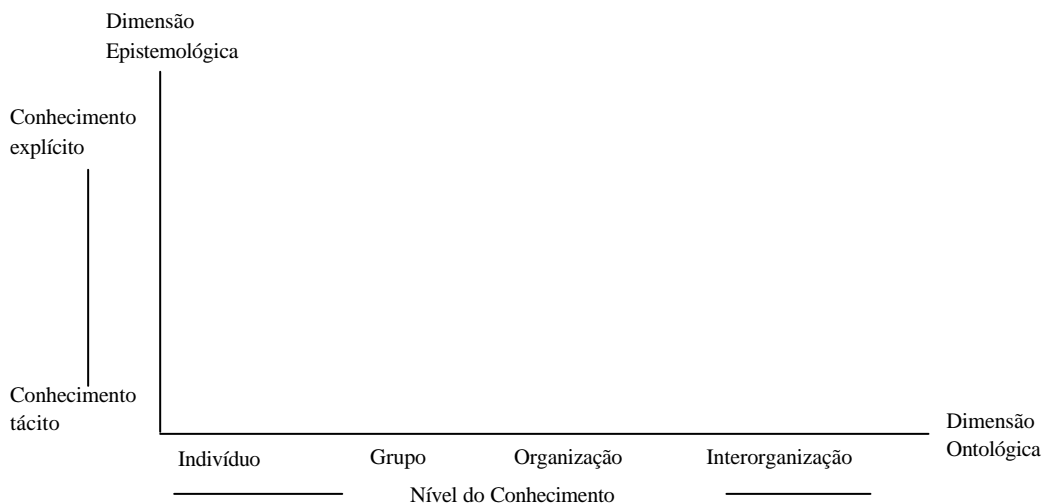 Dimensão
Epistemológica
Conhecimento
explícito
Conhecimento
tácito
Dimensão
Ontológica
Indivíduo
Grupo
Organização
Interorganização
Nível do Conhecimento